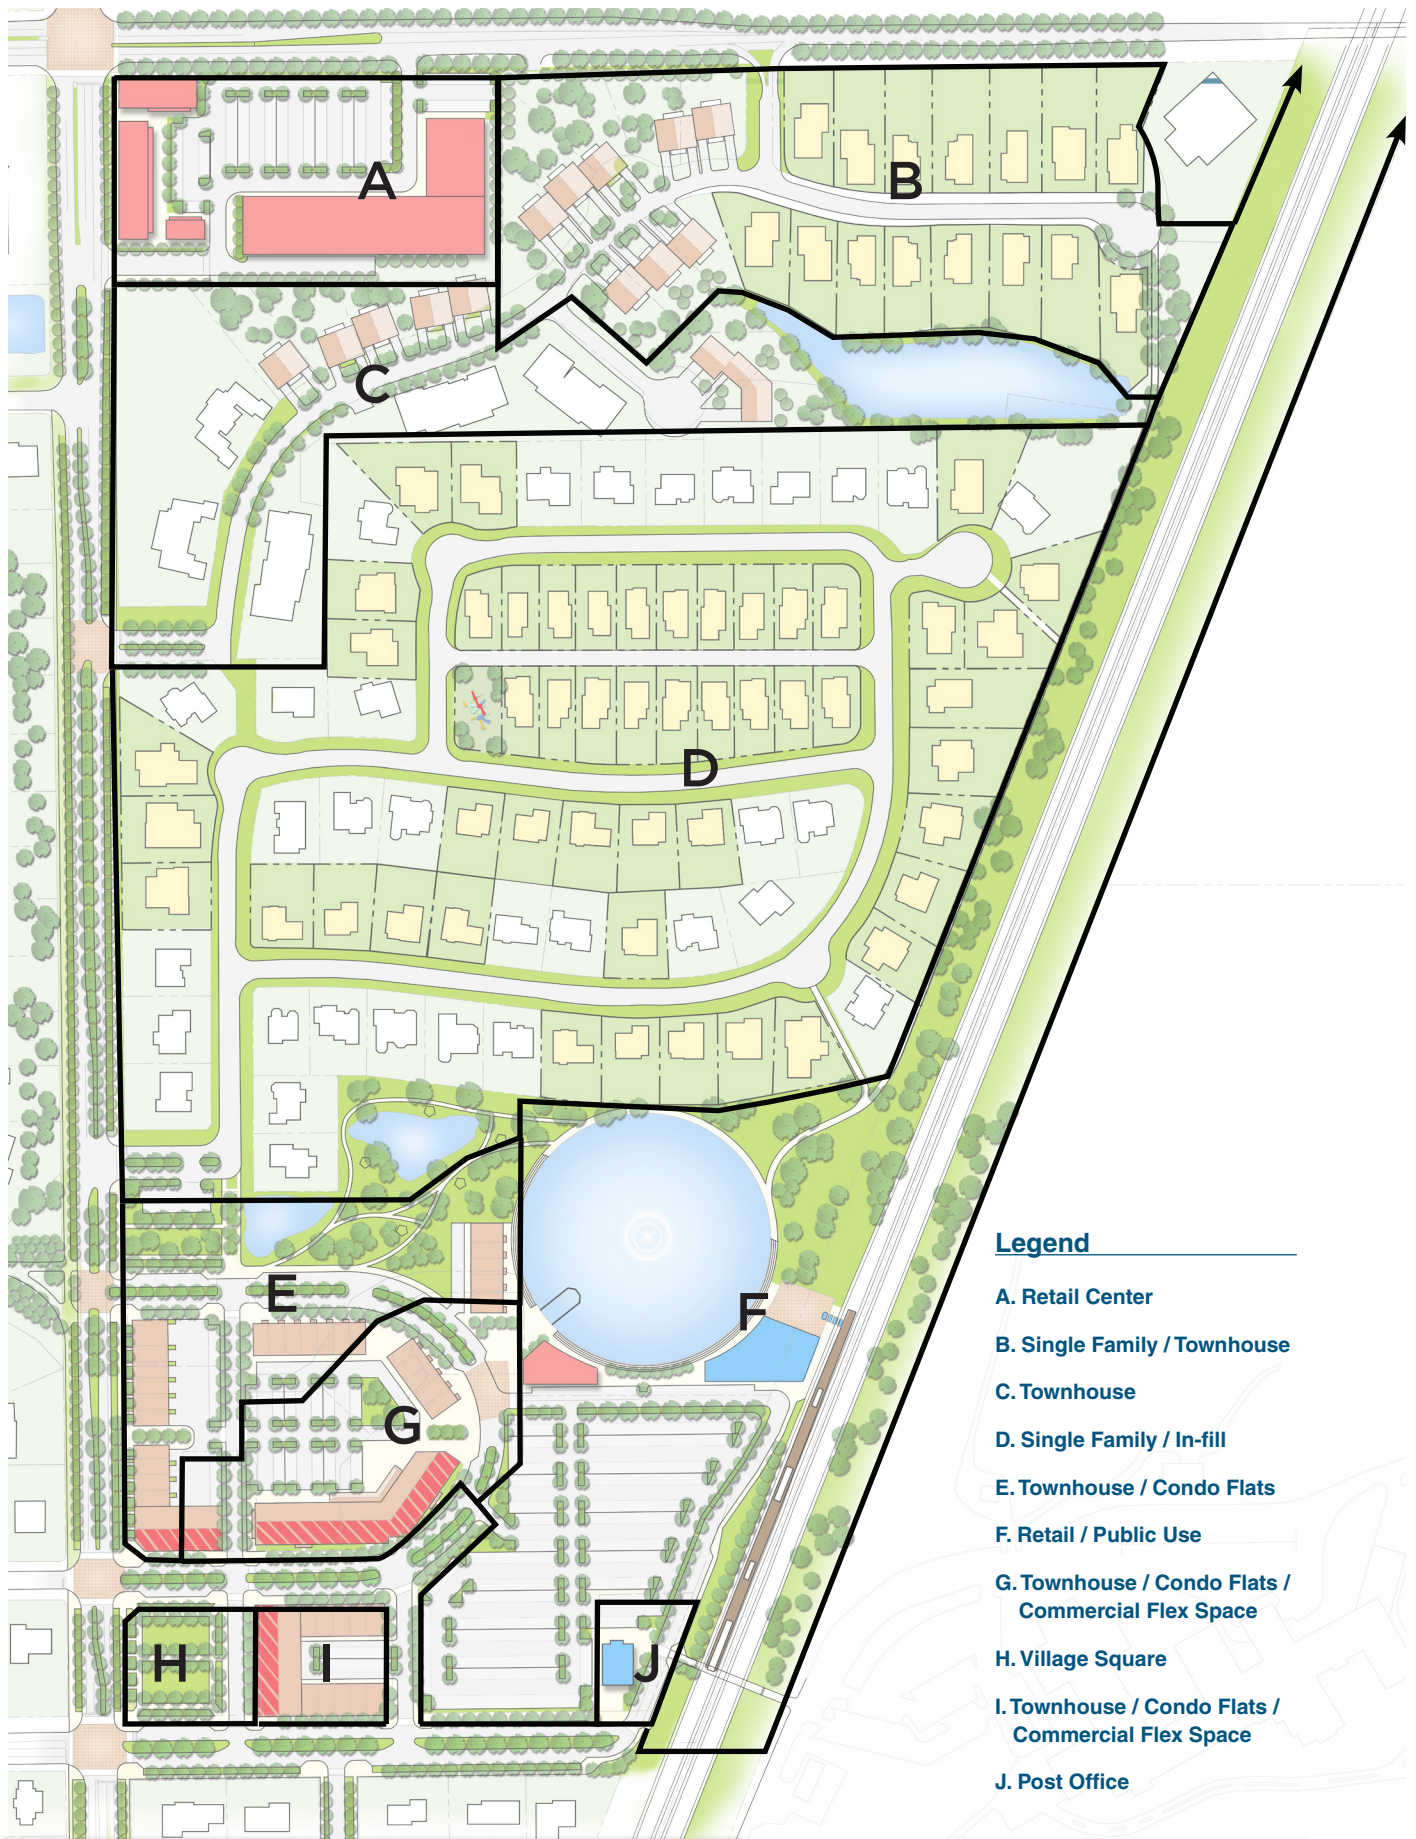 A
B
C
D
E
F
G
H
I
J
Legend
A. Retail Center
B. Single Family / Townhouse
C. Townhouse
D. Single Family / In-fill
E. Townhouse / Condo Flats
F. Retail / Public Use
G. Townhouse / Condo Flats /
Commercial Flex Space
H. Village Square
I. Townhouse / Condo Flats /
Commercial Flex Space
J. Post Office